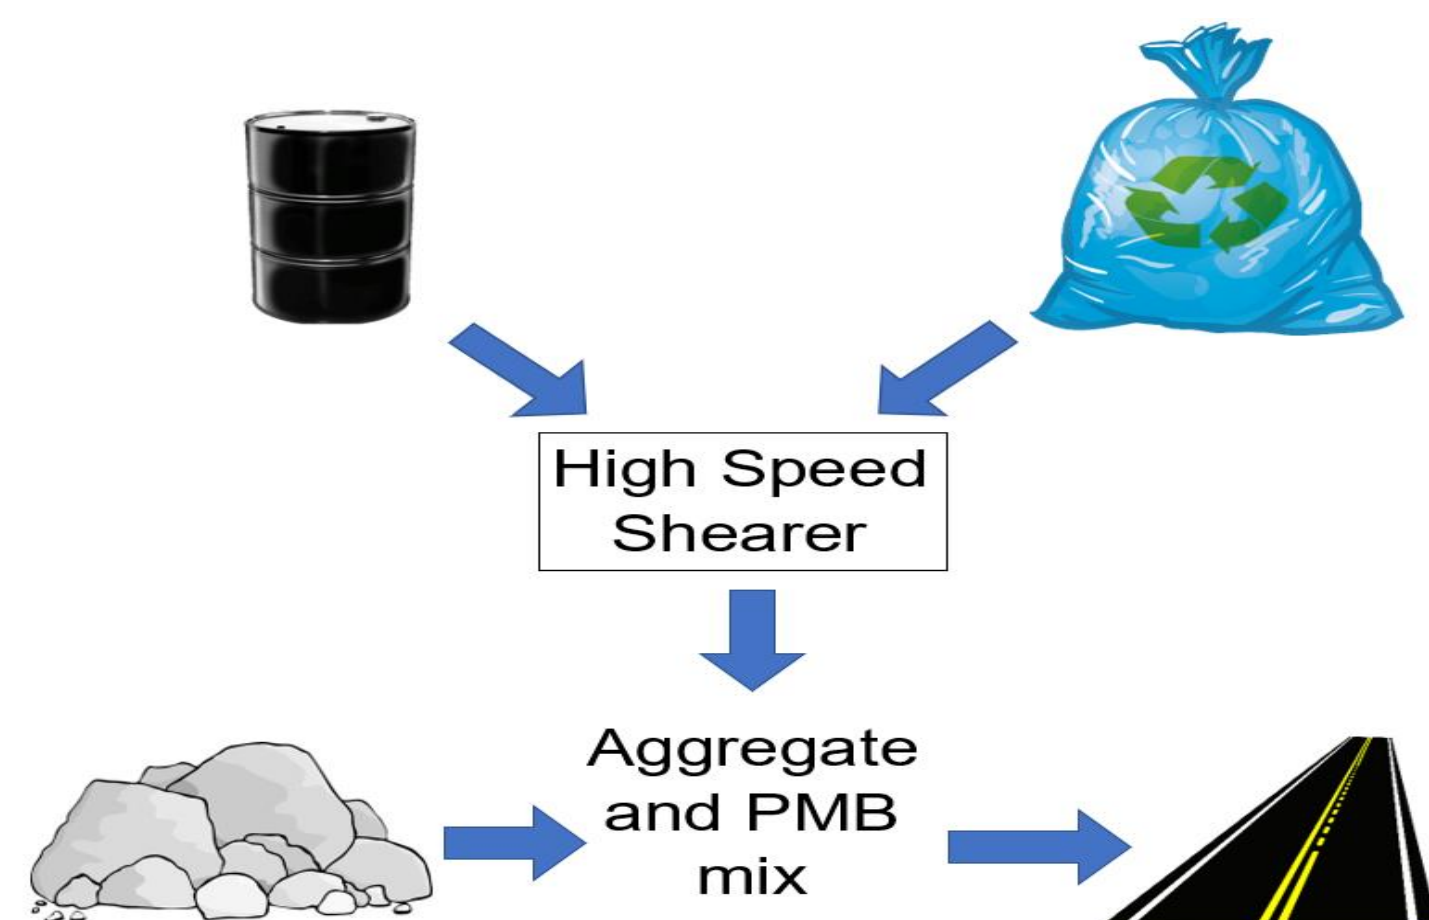 High Speed
Shearer
Aggregate
and PMB
mix